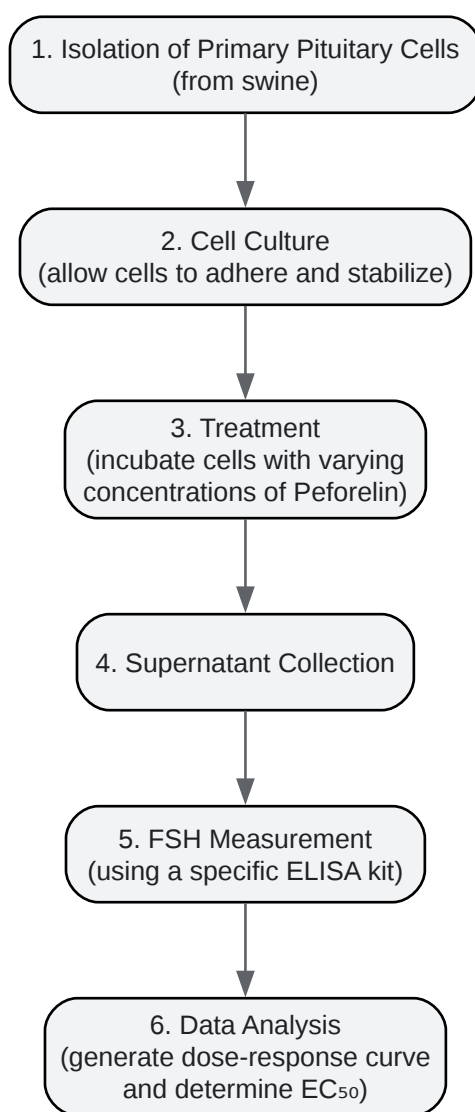 1. Isolation of Primary Pituitary Cells
(from swine)
2. Cell Culture
(allow cells to adhere and stabilize)
3. Treatment
(incubate cells with varying
concentrations of Peforelin)
4. Supernatant Collection
5. FSH Measurement
(using a specific ELISA kit)
6. Data Analysis
(generate dose-response curve
and determine EC₅₀)